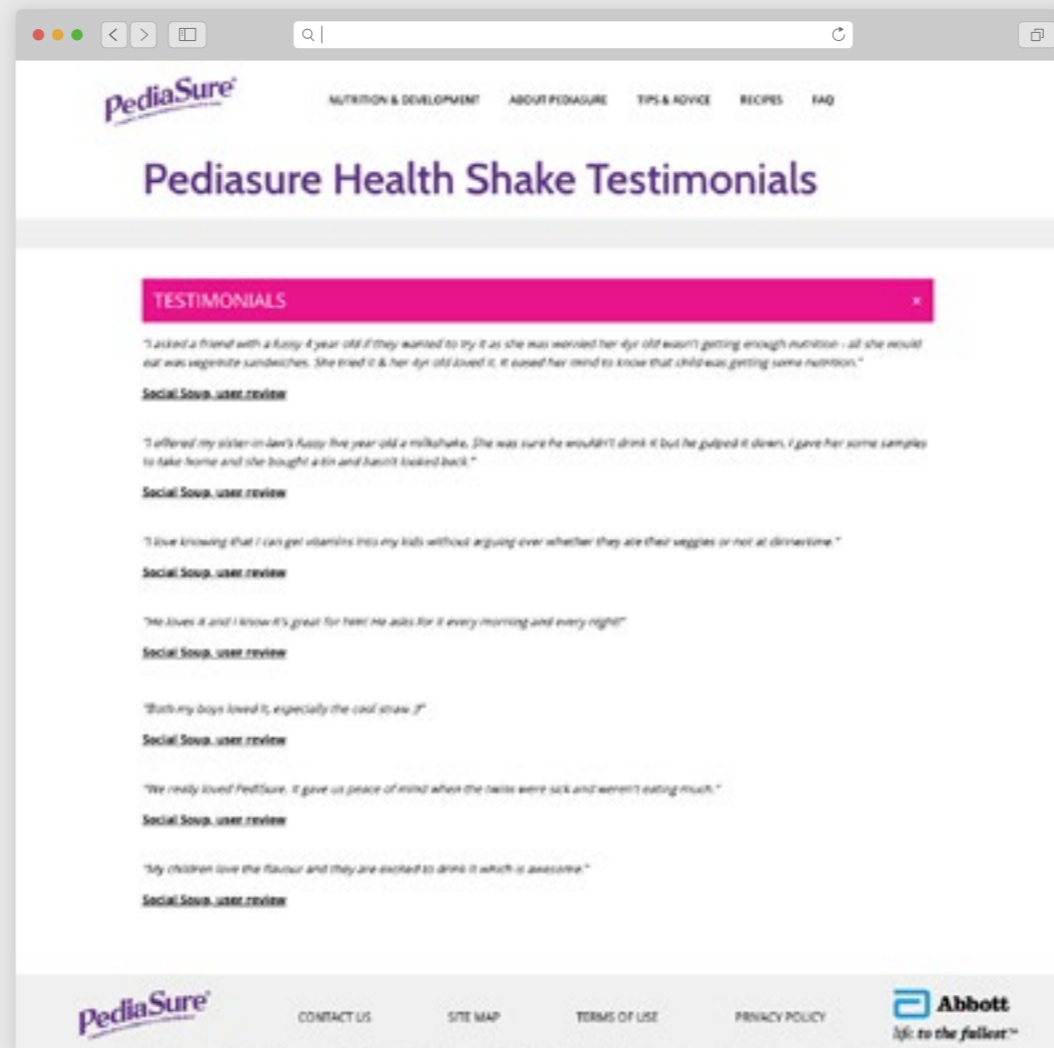 PediaSure®
NUTRITION & DEVELOPMENT ABOUT PEDIASURE TIPS & ADVICE RECIPES FAQ
Pediasure Health Shake Testimonials
TESTIMONIALS ×
"I asked a friend with a fussy 4 year old if they wanted to try it as she was worried her 4yr old wasn't getting enough nutrition - all she would
eat was vegemite sandwiches. She tried it & her 4yr old loved it. It eased her mind to know that child was getting some nutrition."
Social Soup, user review
"I offered my sister-in-law's fussy five year old a milkshake. She was sure he wouldn't drink it but he gulped it down. I gave her some samples
to take home and she bought a tin and hasn't looked back."
Social Soup, user review
"I love knowing that I can get vitamins into my kids without arguing over whether they ate their veggies or not at dinnertime."
Social Soup, user review
"He loves it and I know it's great for him! He asks for it every morning and every night!"
Social Soup, user review
"Both my boys loved it, especially the cool straw :)"
Social Soup, user review
"We really loved PediSure. It gave us peace of mind when the twins were sick and weren't eating much."
Social Soup, user review
"My children love the flavour and they are excited to drink it which is awesome."
Social Soup, user review
PediaSure®
CONTACT US SITE MAP TERMS OF USE PRIVACY POLICY
Abbott
life to the fullest™